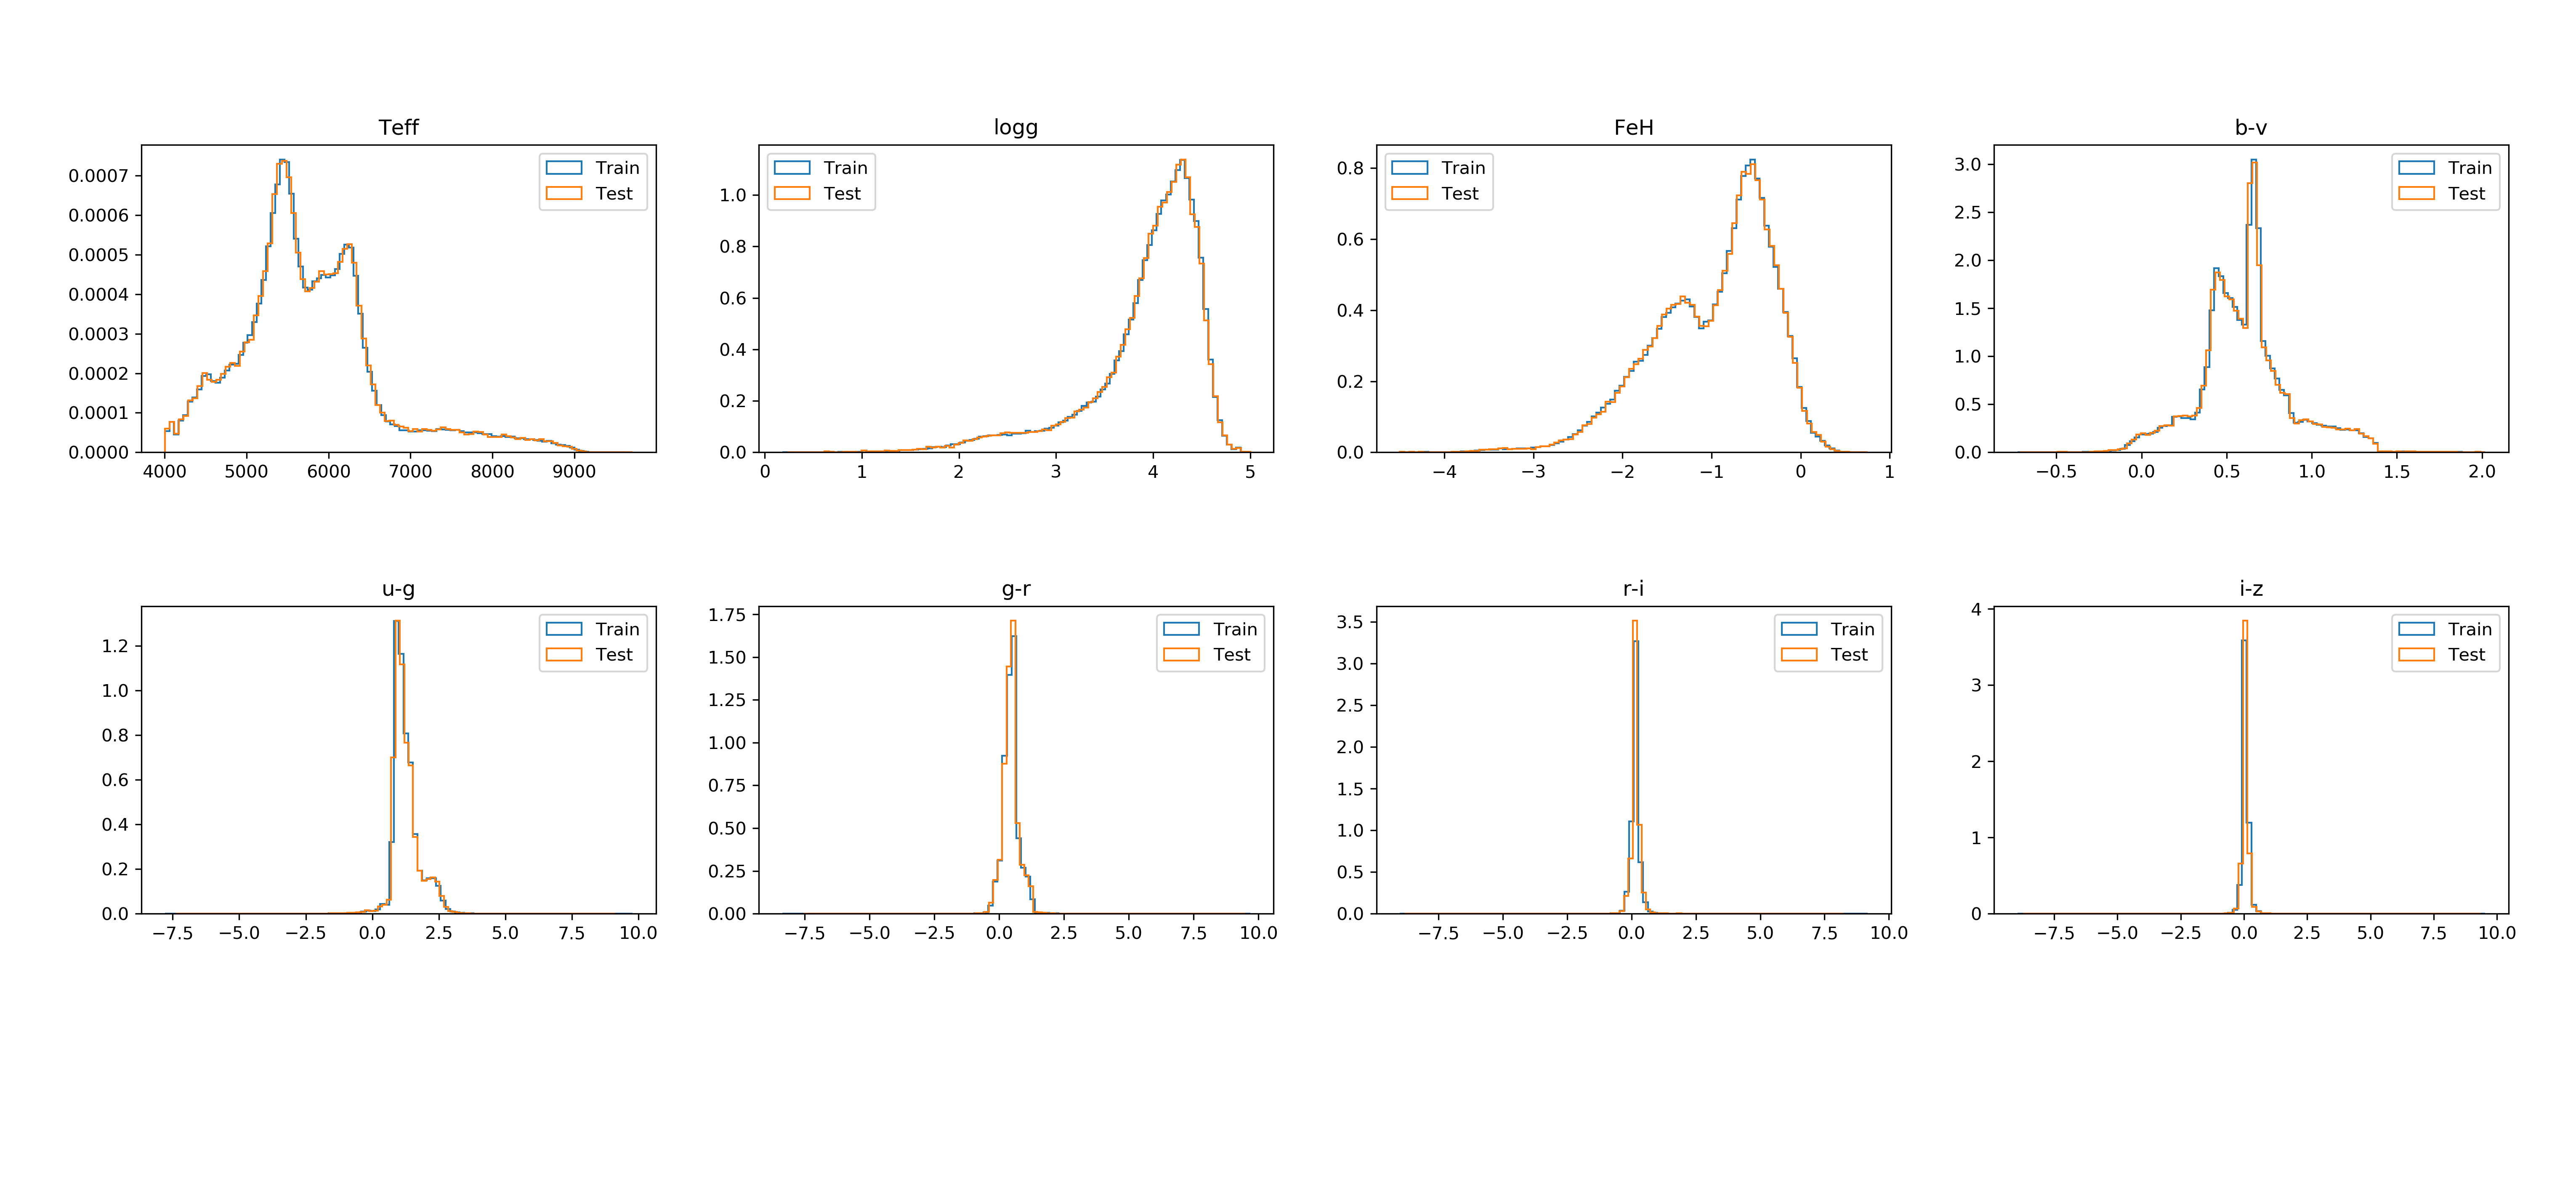 Teff
Train
Test
0.0007
0.0006
0.0005
0.0004
0.0003
0.0002
0.0001
0.0000
4000 5000 6000 7000 8000 9000
logg
Train
Test
1.0
0.8
0.6
0.4
0.2
0.0
0 1 2 3 4 5
FeH
Train
Test
0.8
0.6
0.4
0.2
0.0
−4 −3 −2 −1 0 1
b-v
Train
Test
3.0
2.5
2.0
1.5
1.0
0.5
0.0
−0.5 0.0 0.5 1.0 1.5 2.0
u-g
Train
Test
1.2
1.0
0.8
0.6
0.4
0.2
0.0
−7.5 −5.0 −2.5 0.0 2.5 5.0 7.5 10.0
g-r
Train
Test
1.75
1.50
1.25
1.00
0.75
0.50
0.25
0.00
−7.5 −5.0 −2.5 0.0 2.5 5.0 7.5 10.0
r-i
Train
Test
3.5
3.0
2.5
2.0
1.5
1.0
0.5
0.0
−7.5 −5.0 −2.5 0.0 2.5 5.0 7.5 10.0
i-z
Train
Test
4
3
2
1
0
−7.5 −5.0 −2.5 0.0 2.5 5.0 7.5 10.0